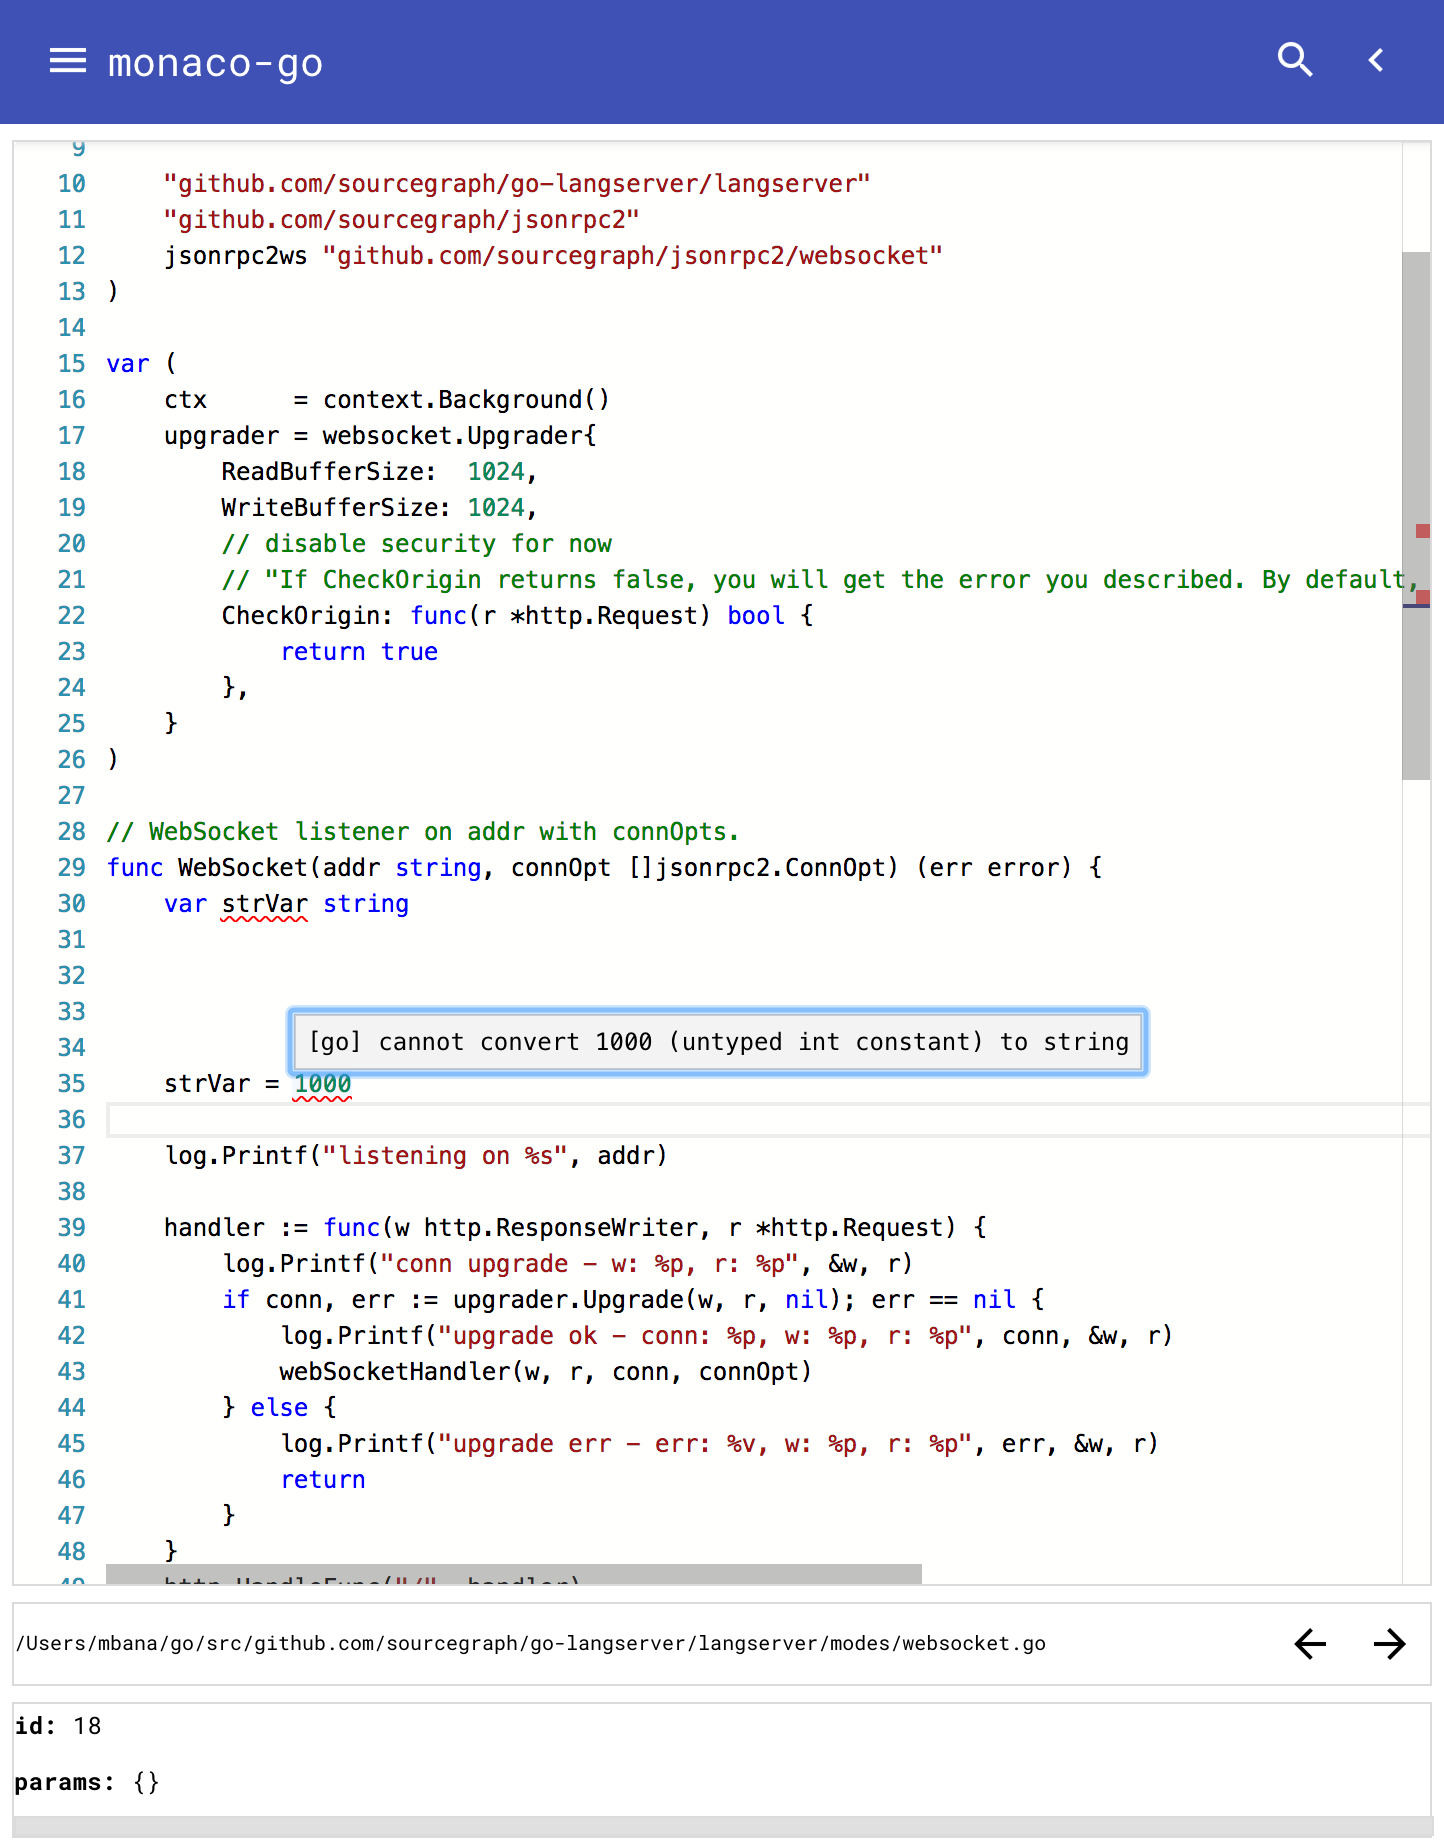 monaco-go
9
10 "github.com/sourcegraph/go-langserver/langserver"
11 "github.com/sourcegraph/jsonrpc2"
12 jsonrpc2ws "github.com/sourcegraph/jsonrpc2/websocket"
13 )
14
15 var (
16 ctx      = context.Background()
17 upgrader = websocket.Upgrader{
18 ReadBufferSize:  1024,
19 WriteBufferSize: 1024,
20 // disable security for now
21 // "If CheckOrigin returns false, you will get the error you described. By default,
22 CheckOrigin: func(r *http.Request) bool {
23 return true
24 },
25 }
26 )
27
28 // WebSocket listener on addr with connOpts.
29 func WebSocket(addr string, connOpt []jsonrpc2.ConnOpt) (err error) {
30 var strVar string
31
32
33
[go] cannot convert 1000 (untyped int constant) to string
34
35 strVar = 1000
36
37 log.Printf("listening on %s", addr)
38
39 handler := func(w http.ResponseWriter, r *http.Request) {
40 log.Printf("conn upgrade - w: %p, r: %p", &w, r)
41 if conn, err := upgrader.Upgrade(w, r, nil); err == nil {
42 log.Printf("upgrade ok - conn: %p, w: %p, r: %p", conn, &w, r)
43 webSocketHandler(w, r, conn, connOpt)
44 } else {
45 log.Printf("upgrade err - err: %v, w: %p, r: %p", err, &w, r)
46 return
47 }
48 }
49 http.HandleFunc("/", handler)
/Users/mbana/go/src/github.com/sourcegraph/go-langserver/langserver/modes/websocket.go
id: 18
params: {}